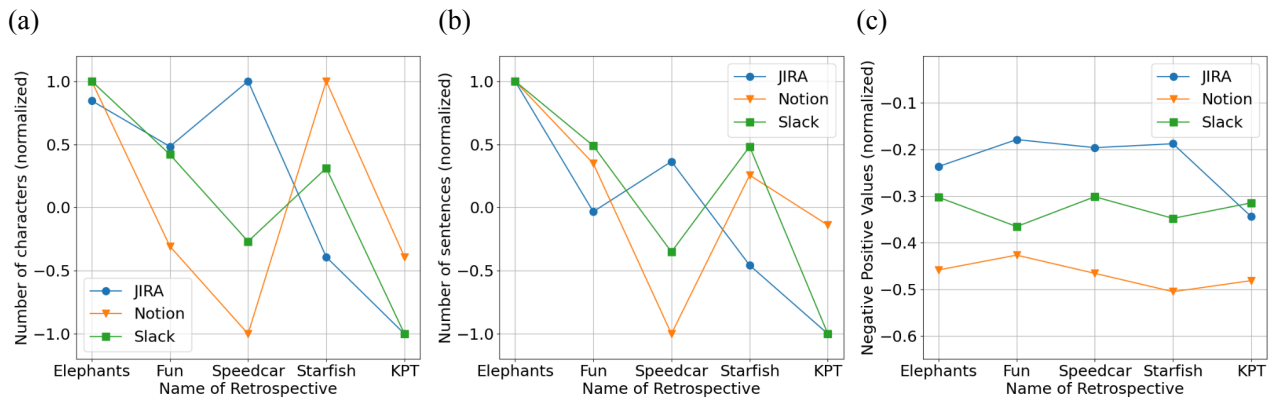 (a)
Number of characters (normalized)
1.0
0.5
0.0
−0.5
−1.0
JIRA
Notion
Slack
Elephants Fun Speedcar Starfish KPT
Name of Retrospective
(b)
Number of sentences (normalized)
1.0
0.5
0.0
−0.5
−1.0
JIRA
Notion
Slack
Elephants Fun Speedcar Starfish KPT
Name of Retrospective
(c)
Negative Positive Values (normalized)
−0.1
−0.2
−0.3
−0.4
−0.5
−0.6
JIRA
Notion
Slack
Elephants Fun Speedcar Starfish KPT
Name of Retrospective